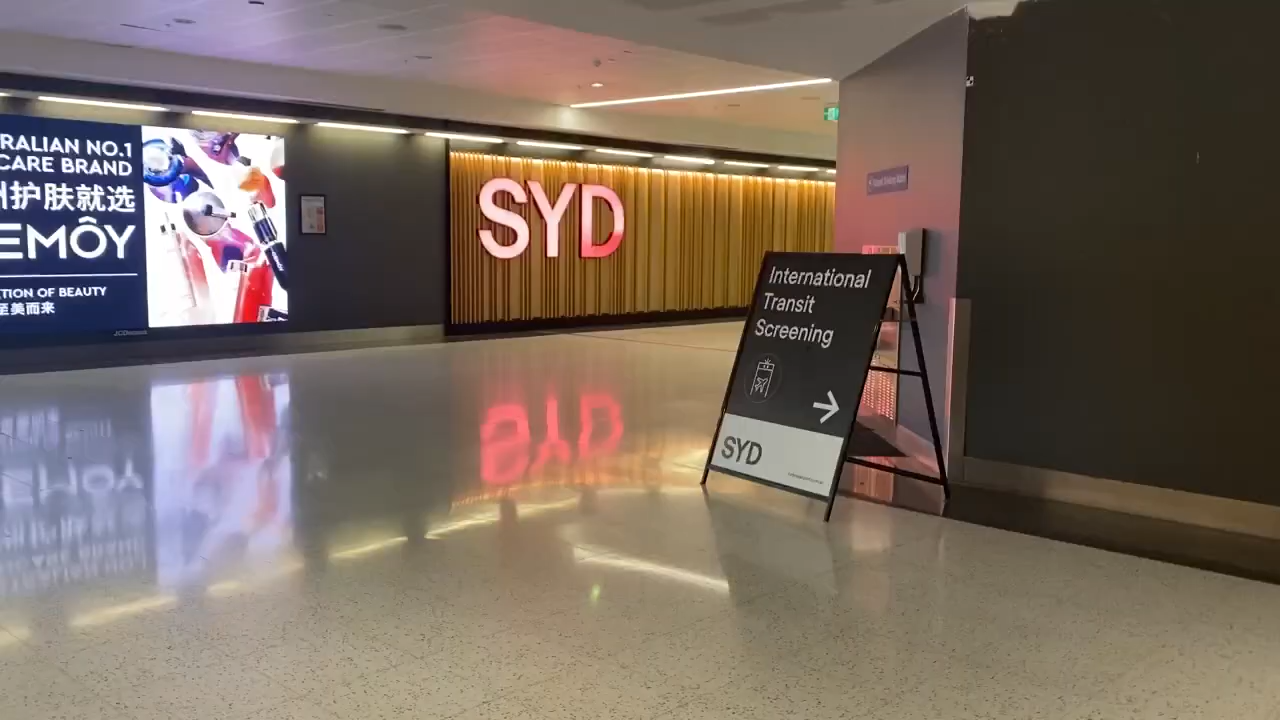 RALIAN NO.1
CARE BRAND
护肤就选
EMÔY
TION OF BEAUTY
至美而来
JCDecaux
SYD
International
Transit
Screening
SYD